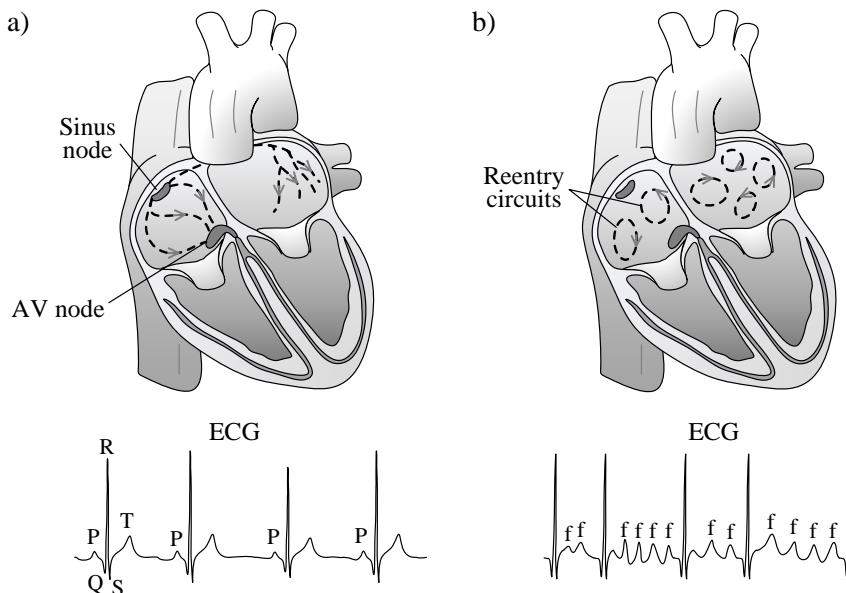 a)
Sinus
node
AV node
ECG
R
P T P P P
Q S
b)
Reentry
circuits
ECG
f f f f f f f f f f f f